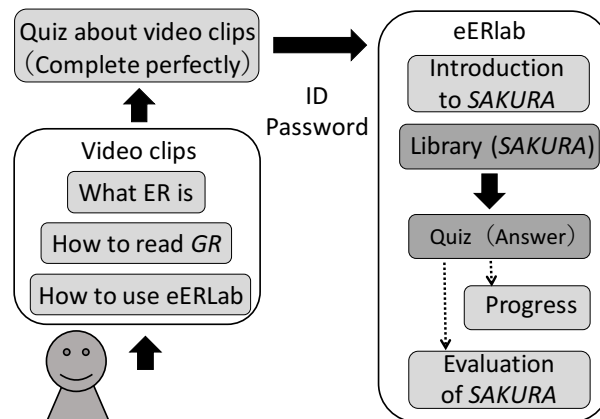 Quiz about video clips
（Complete perfectly）
ID
Password
Video clips
What ER is
How to read GR
How to use eERLab
eERlab
Introduction
to SAKURA
Library (SAKURA)
Quiz（Answer）
Progress
Evaluation
of SAKURA